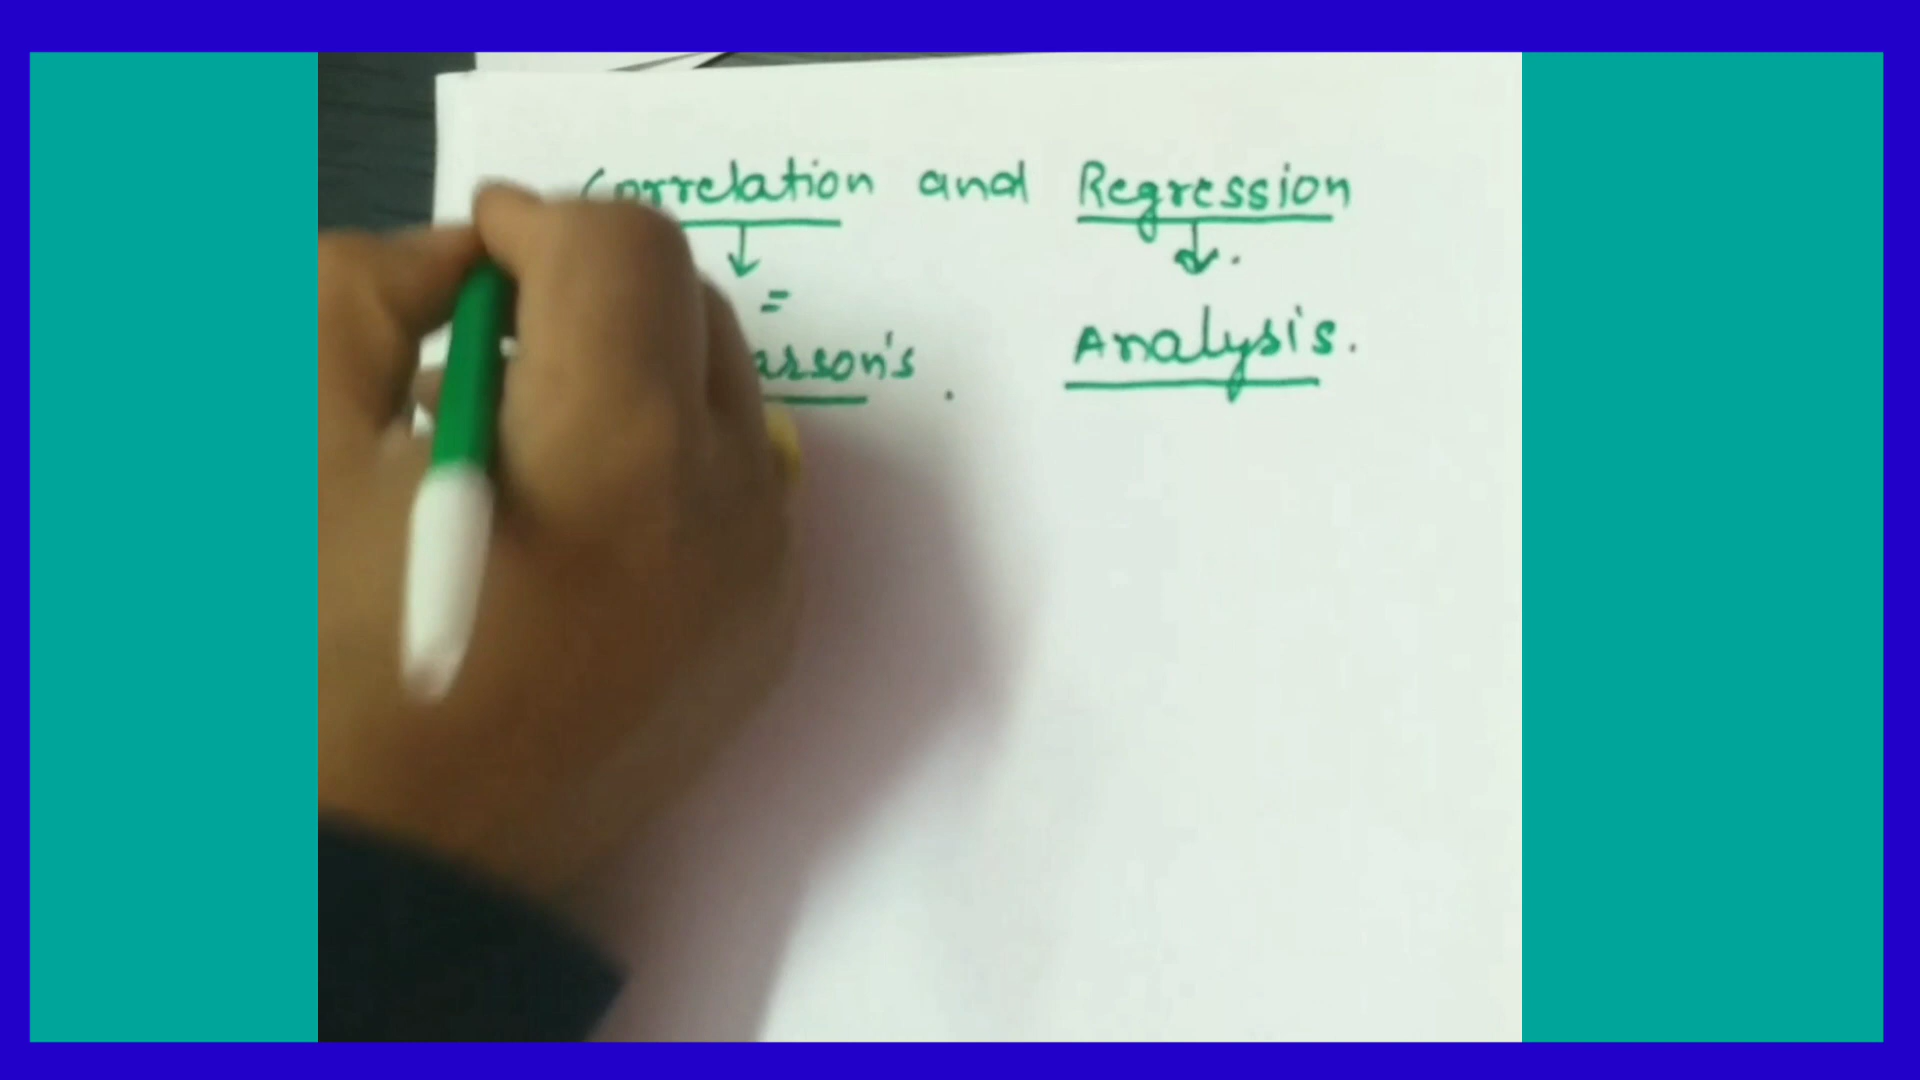 Correlation and Regression
=
Analysis.